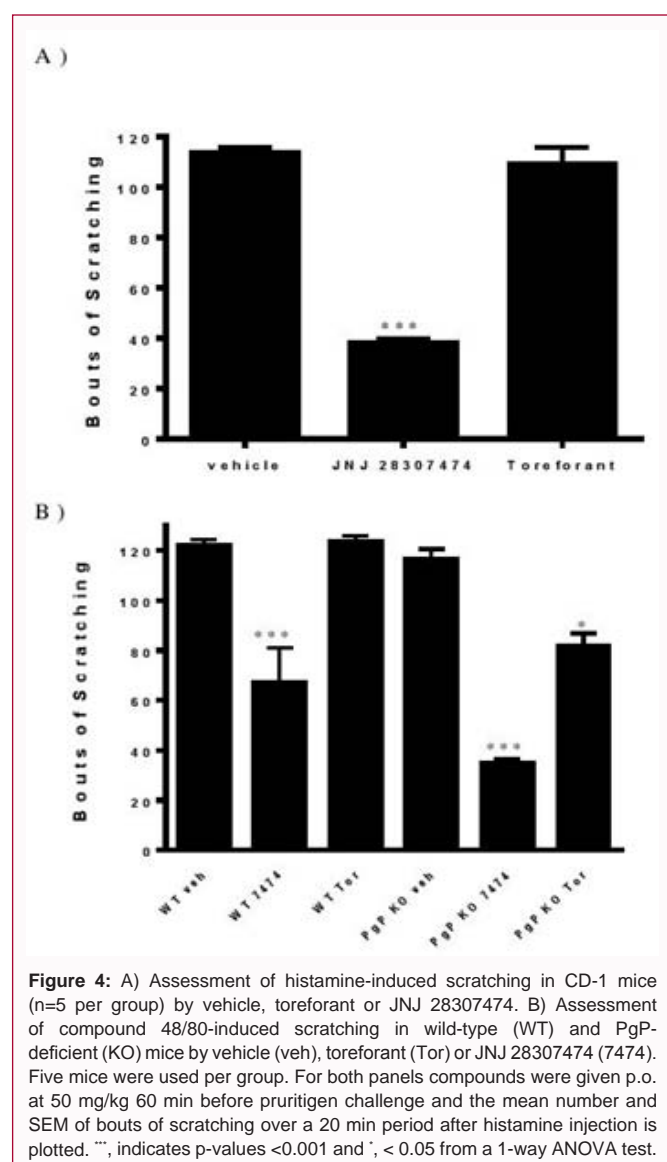 A )
120
100
80
60
40
20
0
Bouts of Scratching
***
vehicle JNJ 28307474 Toreforant
B )
120
100
80
60
40
20
0
Bouts of Scratching
***
***
*
WT veh
WT 7474
WT Tor
PgP KO veh
PgP KO 7474
PgP KO Tor
Figure 4: A) Assessment of histamine-induced scratching in CD-1 mice
(n=5 per group) by vehicle, toreforant or JNJ 28307474. B) Assessment
of compound 48/80-induced scratching in wild-type (WT) and PgP-
deficient (KO) mice by vehicle (veh), toreforant (Tor) or JNJ 28307474 (7474).
Five mice were used per group. For both panels compounds were given p.o.
at 50 mg/kg 60 min before pruritigen challenge and the mean number and
SEM of bouts of scratching over a 20 min period after histamine injection is
plotted. ***, indicates p-values <0.001 and *, < 0.05 from a 1-way ANOVA test.